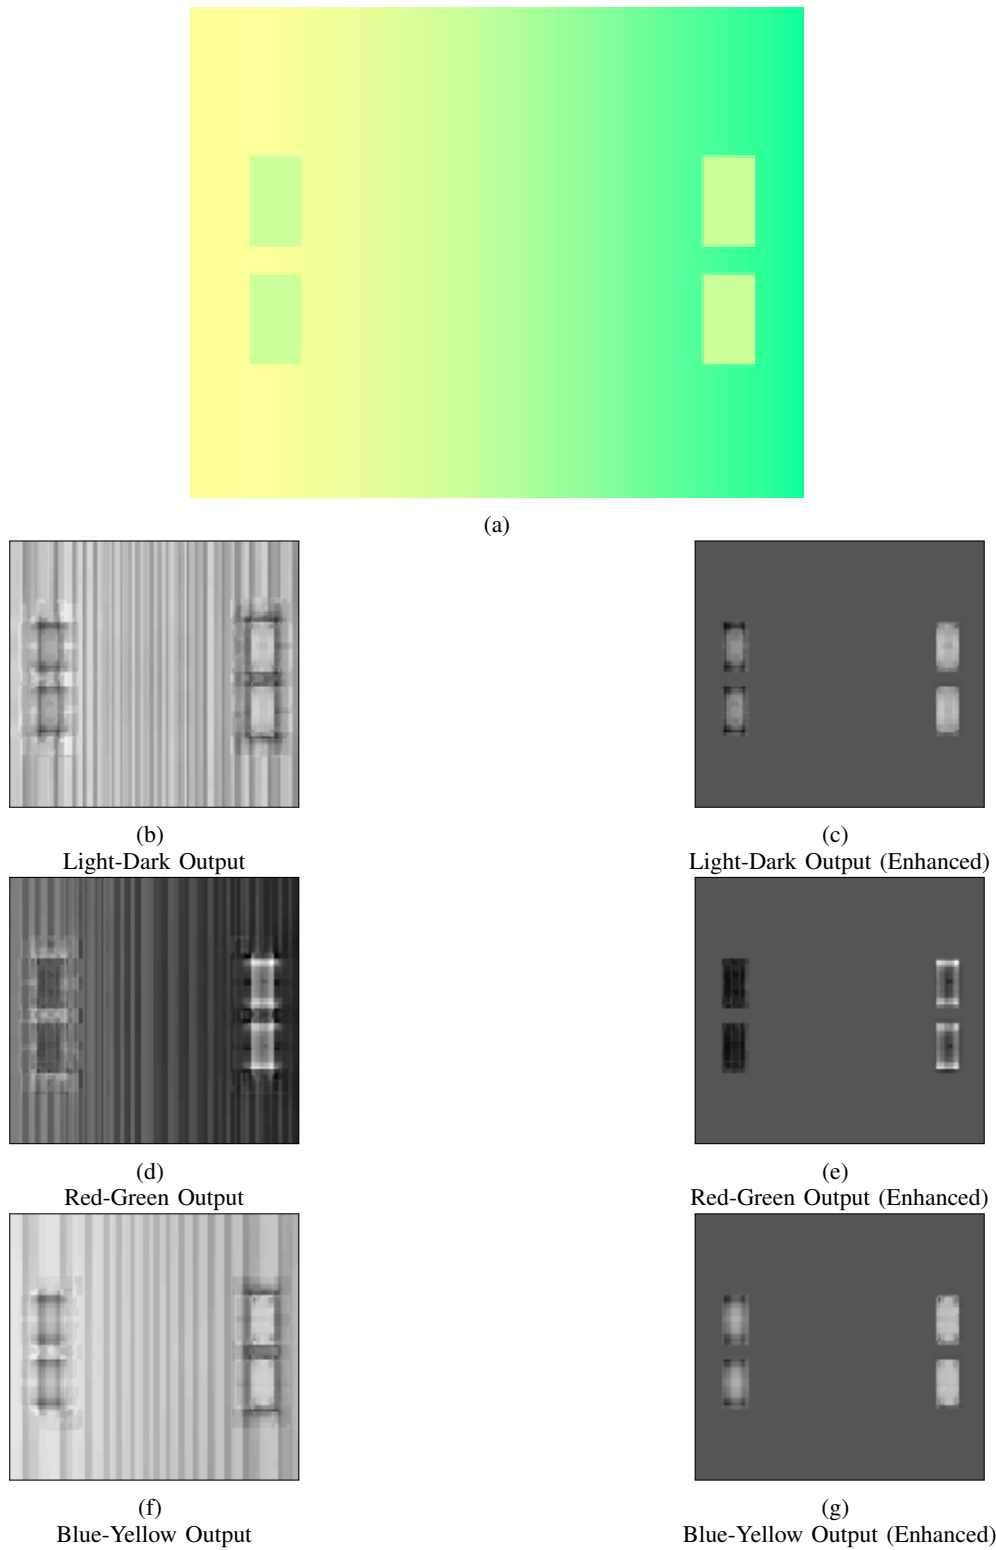 (a)
(b)
Light-Dark Output
(c)
Light-Dark Output (Enhanced)
(d)
Red-Green Output
(e)
Red-Green Output (Enhanced)
(f)
Blue-Yellow Output
(g)
Blue-Yellow Output (Enhanced)